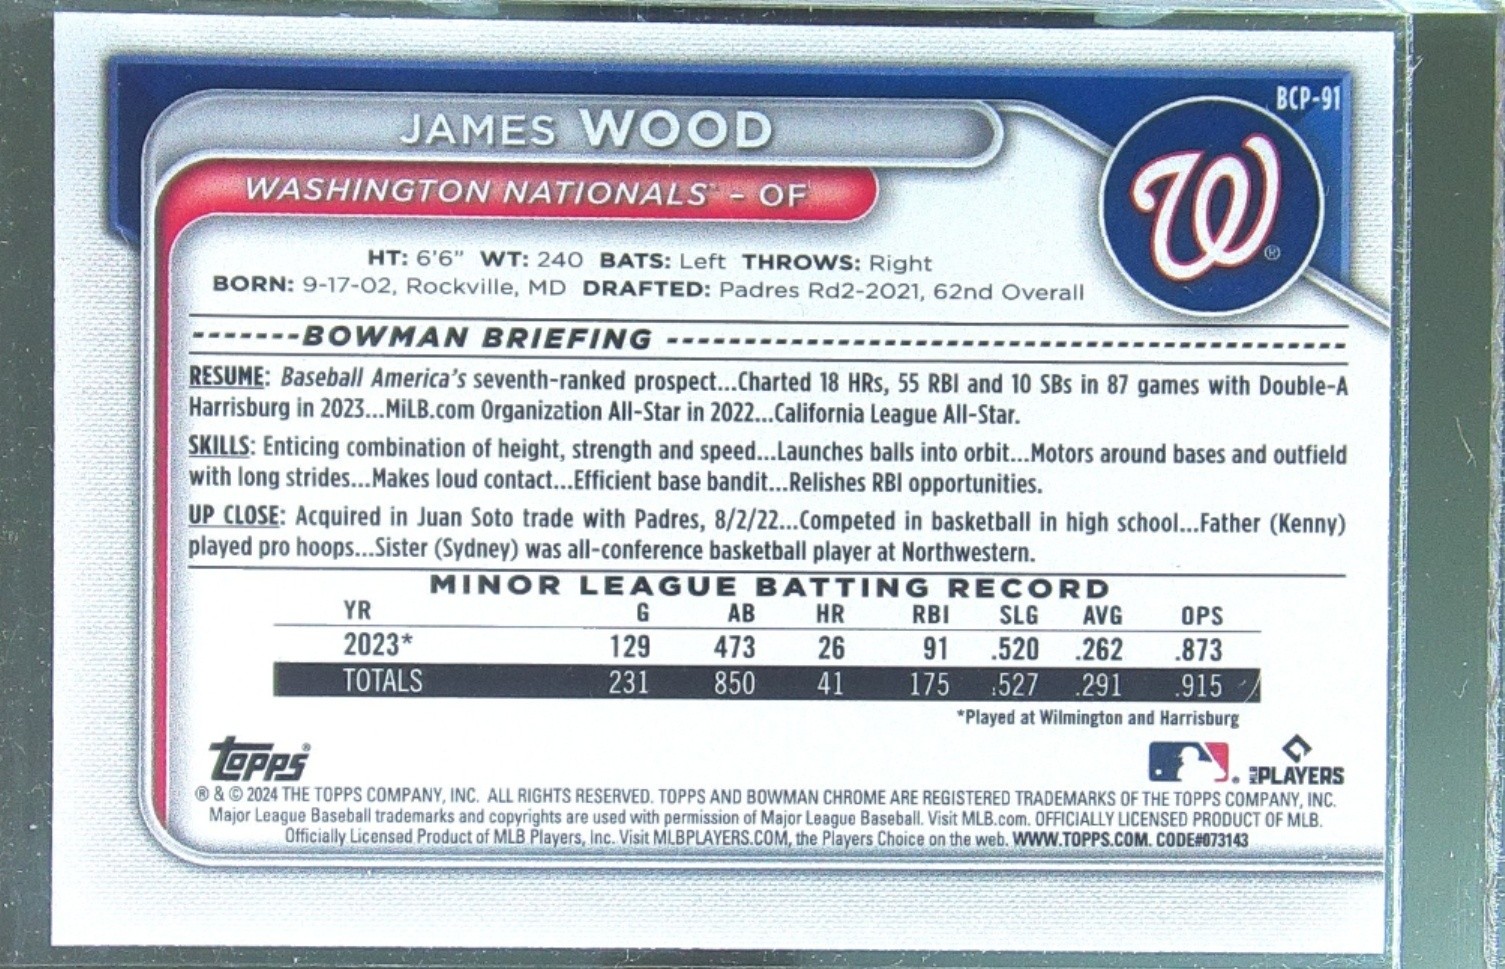 BCP-91
JAMES WOOD
WASHINGTON NATIONALS™ - OF
W®
HT: 6'6" WT: 240 BATS: Left THROWS: Right
BORN: 9-17-02, Rockville, MD DRAFTED: Padres Rd2-2021, 62nd Overall
-------BOWMAN BRIEFING -------
RESUME: Baseball America's seventh-ranked prospect...Charted 18 HRs, 55 RBI and 10 SBs in 87 games with Double-A
Harrisburg in 2023...MiLB.com Organization All-Star in 2022...California League All-Star.
SKILLS: Enticing combination of height, strength and speed...Launches balls into orbit...Motors around bases and outfield
with long strides...Makes loud contact...Efficient base bandit...Relishes RBI opportunities.
UP CLOSE: Acquired in Juan Soto trade with Padres, 8/2/22...Competed in basketball in high school...Father (Kenny)
played pro hoops...Sister (Sydney) was all-conference basketball player at Northwestern.
MINOR LEAGUE BATTING RECORD
YR G AB HR RBI SLG AVG OPS
2023* 129 473 26 91 .520 .262 .873
TOTALS 231 850 41 175 .527 .291 .915
*Played at Wilmington and Harrisburg
Topps®
MLB PLAYERS
® & © 2024 THE TOPPS COMPANY, INC. ALL RIGHTS RESERVED. TOPPS AND BOWMAN CHROME ARE REGISTERED TRADEMARKS OF THE TOPPS COMPANY, INC.
Major League Baseball trademarks and copyrights are used with permission of Major League Baseball. Visit MLB.com. OFFICIALLY LICENSED PRODUCT OF MLB.
Officially Licensed Product of MLB Players, Inc. Visit MLBPLAYERS.COM, the Players Choice on the web. WWW.TOPPS.COM. CODE#073143